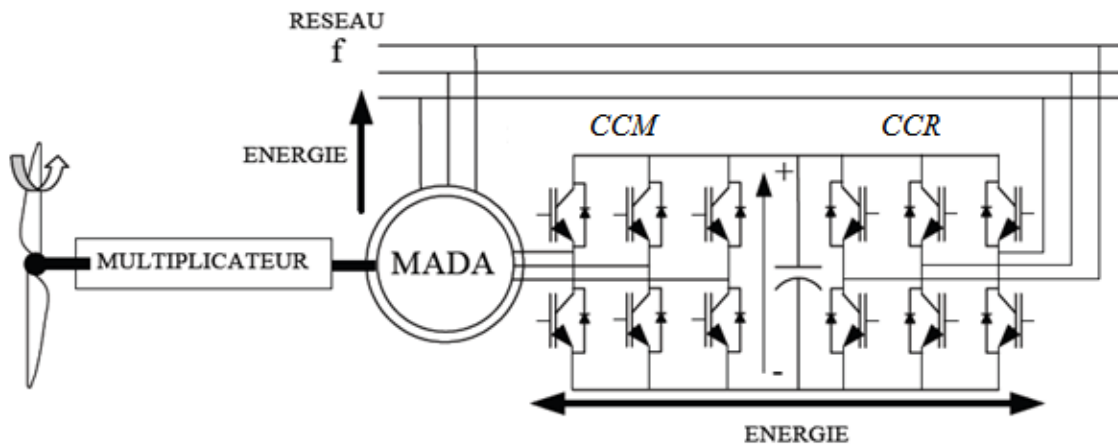 RESEAU
f
CCM CCR
ENERGIE
+
MULTIPLICATEUR
MADA
-
ENERGIE